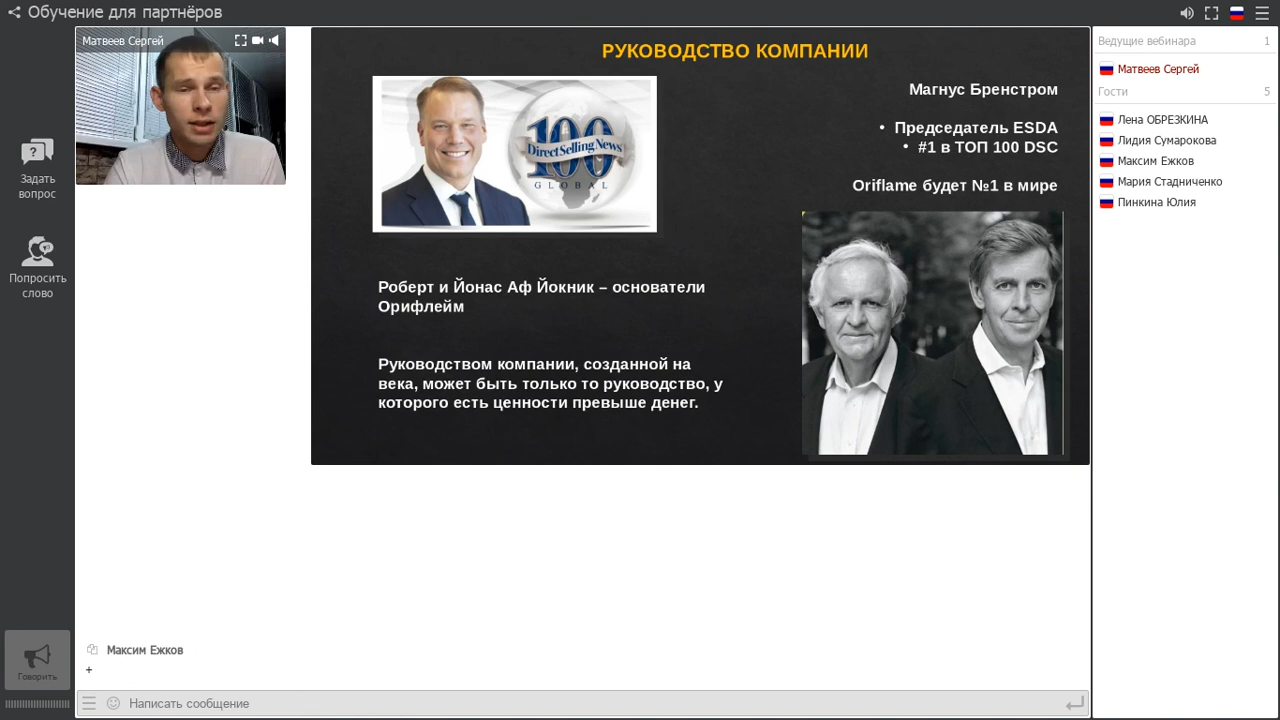 Обучение для партнёров
Матвеев Сергей
Задать
вопрос
Попросить
слово
Говорить
РУКОВОДСТВО КОМПАНИИ
100
Direct Selling News
GLOBAL
Магнус Бренстром
• Председатель ESDA
• #1 в ТОП 100 DSC
Oriflame будет №1 в мире
Роберт и Йонас Аф Йокник – основатели
Орифлейм
Руководством компании, созданной на
века, может быть только то руководство, у
которого есть ценности превыше денег.
Максим Ежков
+
Написать сообщение
Ведущие вебинара 1
Матвеев Сергей
Гости 5
Лена ОБРЕЗКИНА
Лидия Сумарокова
Максим Ежков
Мария Стадниченко
Пинкина Юлия